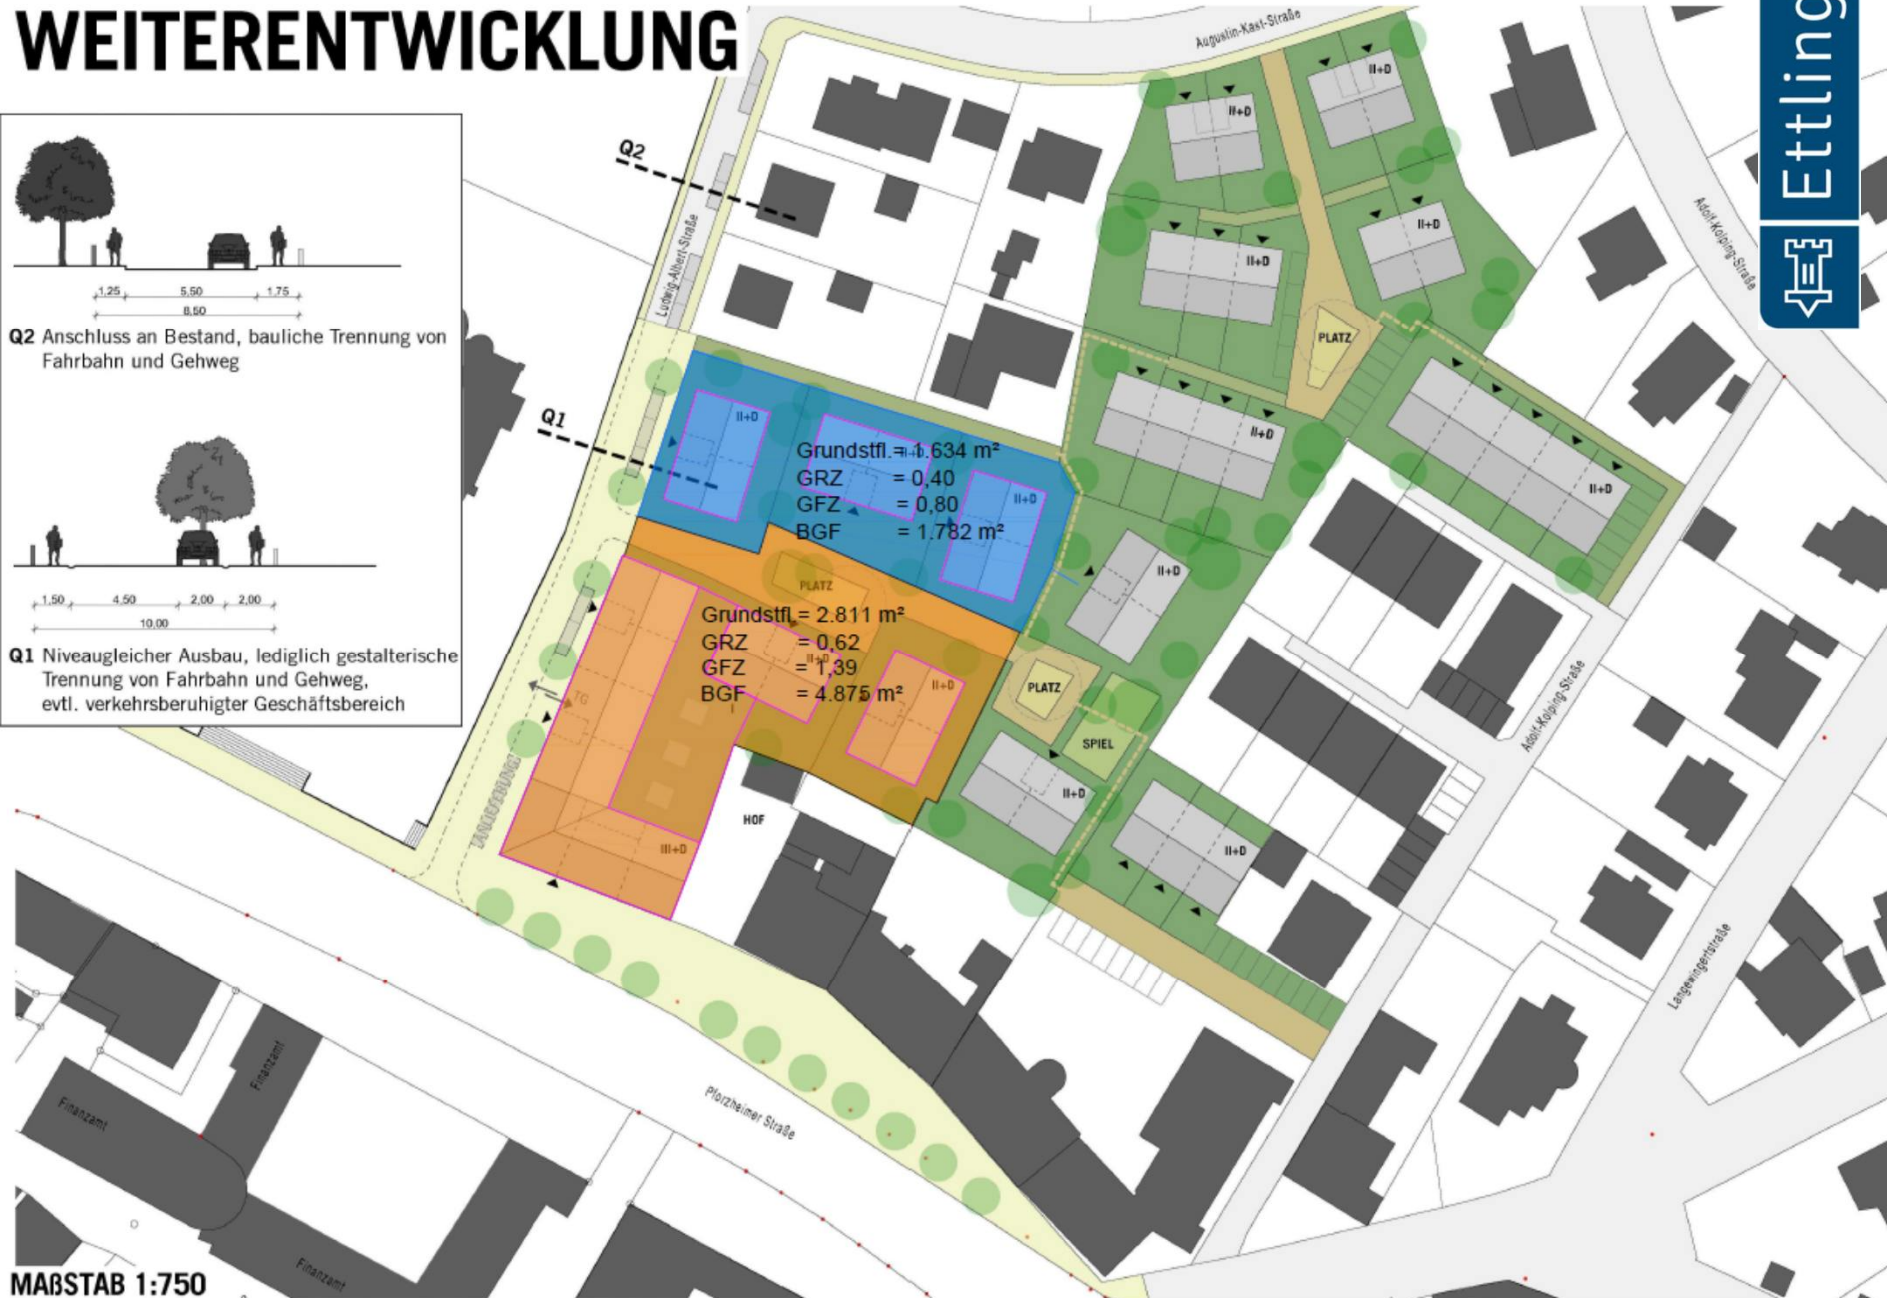 WEITERENTWICKLUNG
Augustin-Kast-Straße
Ettling
Q2
Ludwig-Albert-Straße
Adolf-Kolping-Straße
II+D
II+D
II+D
II+D
PLATZ
1,25
5,50
1,75
8,50
Q2 Anschluss an Bestand, bauliche Trennung von
Fahrbahn und Gehweg
Q1
II+D
II+D
II+D
II+D
II+D
Grundstfl.= 1.634 m²
GRZ = 0,40
GFZ = 0,80
BGF = 1.782 m²
1,50
4,50
2,00
2,00
10,00
Q1 Niveaugleicher Ausbau, lediglich gestalterische
Trennung von Fahrbahn und Gehweg,
evtl. verkehrsberuhigter Geschäftsbereich
PLATZ
II+D
Grundstfl.= 2.811 m²
GRZ = 0,62
GFZ = 1,39
BGF = 4.875 m²
II+D
II+D
TG
I
PLATZ
SPIEL
Adolf-Kolping-Straße
II+D
II+D
HOF
III+D
Langewingertstraße
Finanzamt
Finanzamt
Finanzamt
Pforzheimer Straße
MAßSTAB 1:750